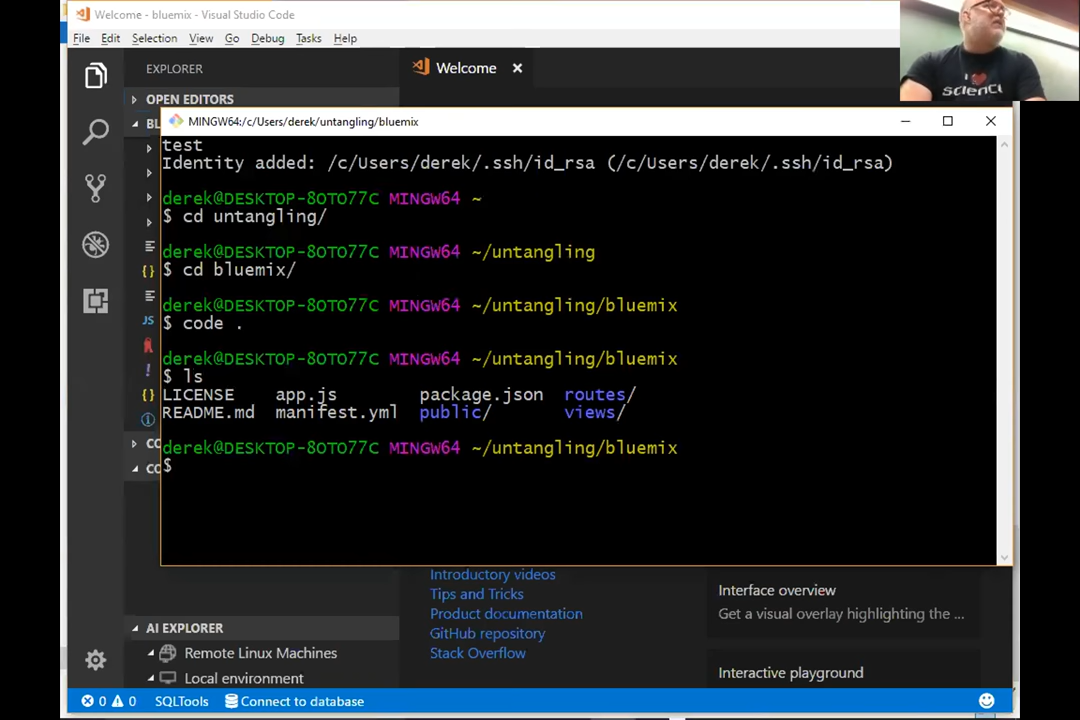 Welcome - bluemix - Visual Studio Code
File Edit Selection View Go Debug Tasks Help
EXPLORER
Welcome
OPEN EDITORS
BL
MINGW64:/c/Users/derek/untangling/bluemix
test
Identity added: /c/Users/derek/.ssh/id_rsa (/c/Users/derek/.ssh/id_rsa)
derek@DESKTOP-8OTO77C MINGW64 ~
$ cd untangling/
derek@DESKTOP-8OTO77C MINGW64 ~/untangling
$ cd bluemix/
derek@DESKTOP-8OTO77C MINGW64 ~/untangling/bluemix
$ code .
derek@DESKTOP-8OTO77C MINGW64 ~/untangling/bluemix
$ ls
LICENSE app.js package.json routes/
README.md manifest.yml public/ views/
derek@DESKTOP-8OTO77C MINGW64 ~/untangling/bluemix
$
{}
JS
!
{}
CO
CO
Introductory videos
Tips and Tricks
Product documentation
GitHub repository
Stack Overflow
Interface overview
Get a visual overlay highlighting the ...
Interactive playground
AI EXPLORER
Remote Linux Machines
Local environment
0 0 SQLTools Connect to database
I science